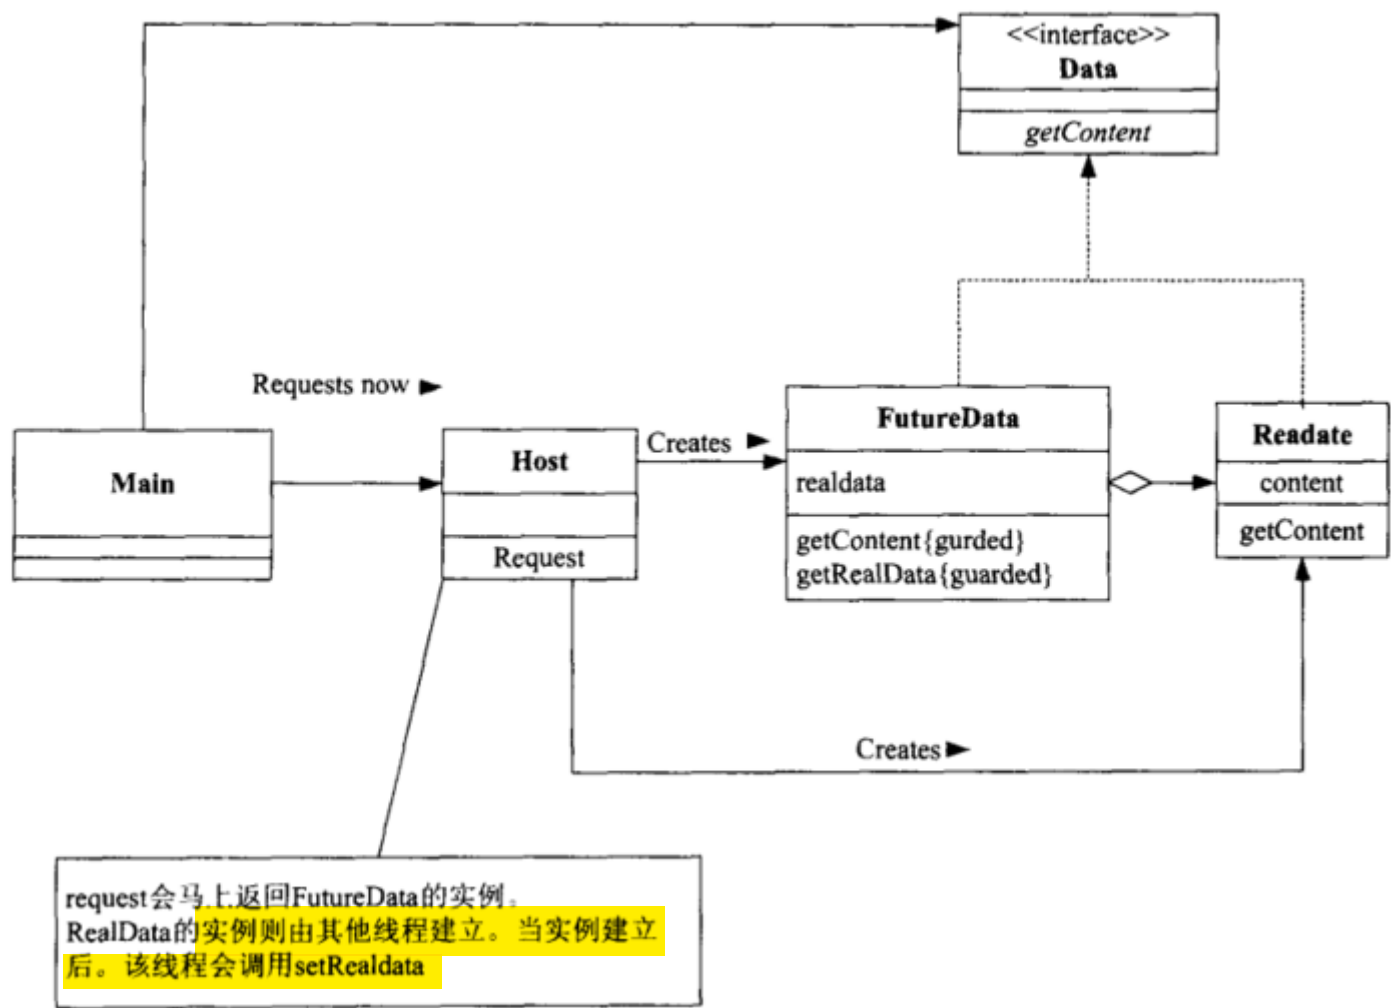 <<interface>>
Data
getContent
Requests now
Main
Host
Request
Creates
FutureData
realdata
getContent{gurded}
getRealData{guarded}
Readate
content
getContent
Creates
request会马上返回FutureData的实例。
RealData的实例则由其他线程建立。当实例建立
后。该线程会调用setRealdata